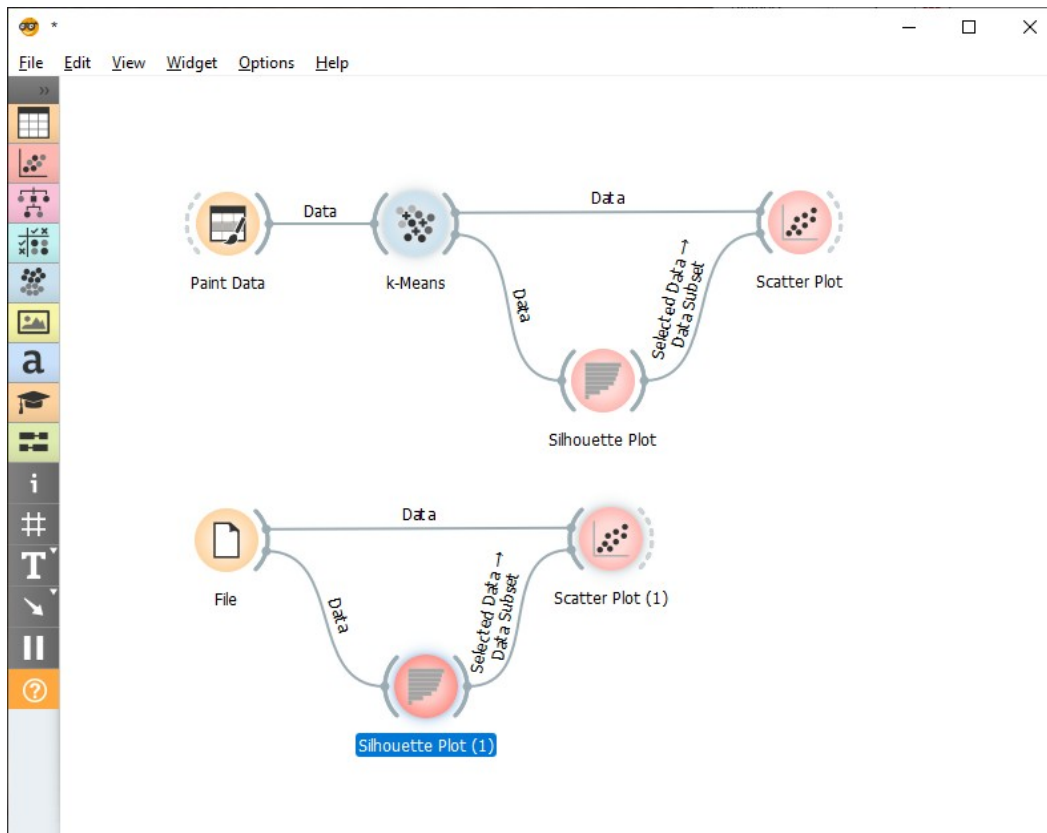 *
File Edit View Widget Options Help
»
Data
Data
Paint Data
k-Means
Scatter Plot
Data
Selected Data →
Data Subset
Silhouette Plot
a
i
#
T
?
Data
File
Scatter Plot (1)
Data
Selected Data →
Data Subset
Silhouette Plot (1)